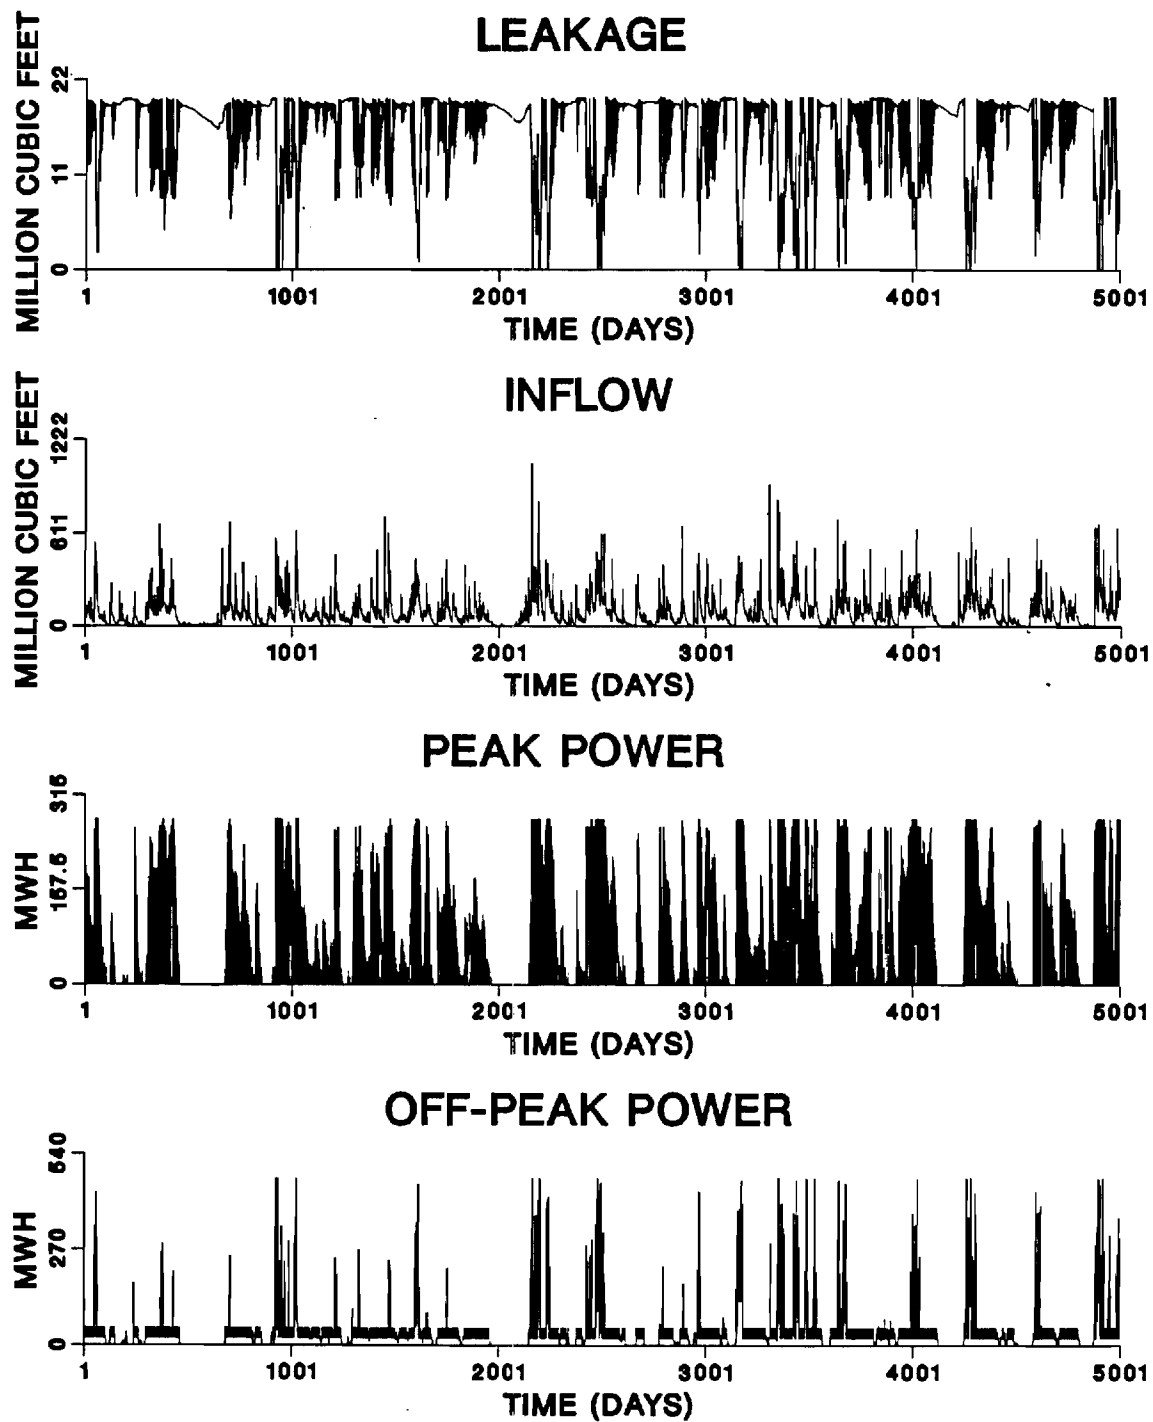 LEAKAGE
MILLION CUBIC FEET
22
11
0
1 1001 2001 3001 4001 5001
TIME (DAYS)
INFLOW
MILLION CUBIC FEET
1222
611
0
1 1001 2001 3001 4001 5001
TIME (DAYS)
PEAK POWER
MWH
315
157.5
0
1 1001 2001 3001 4001 5001
TIME (DAYS)
OFF-PEAK POWER
MWH
540
270
0
1 1001 2001 3001 4001 5001
TIME (DAYS)